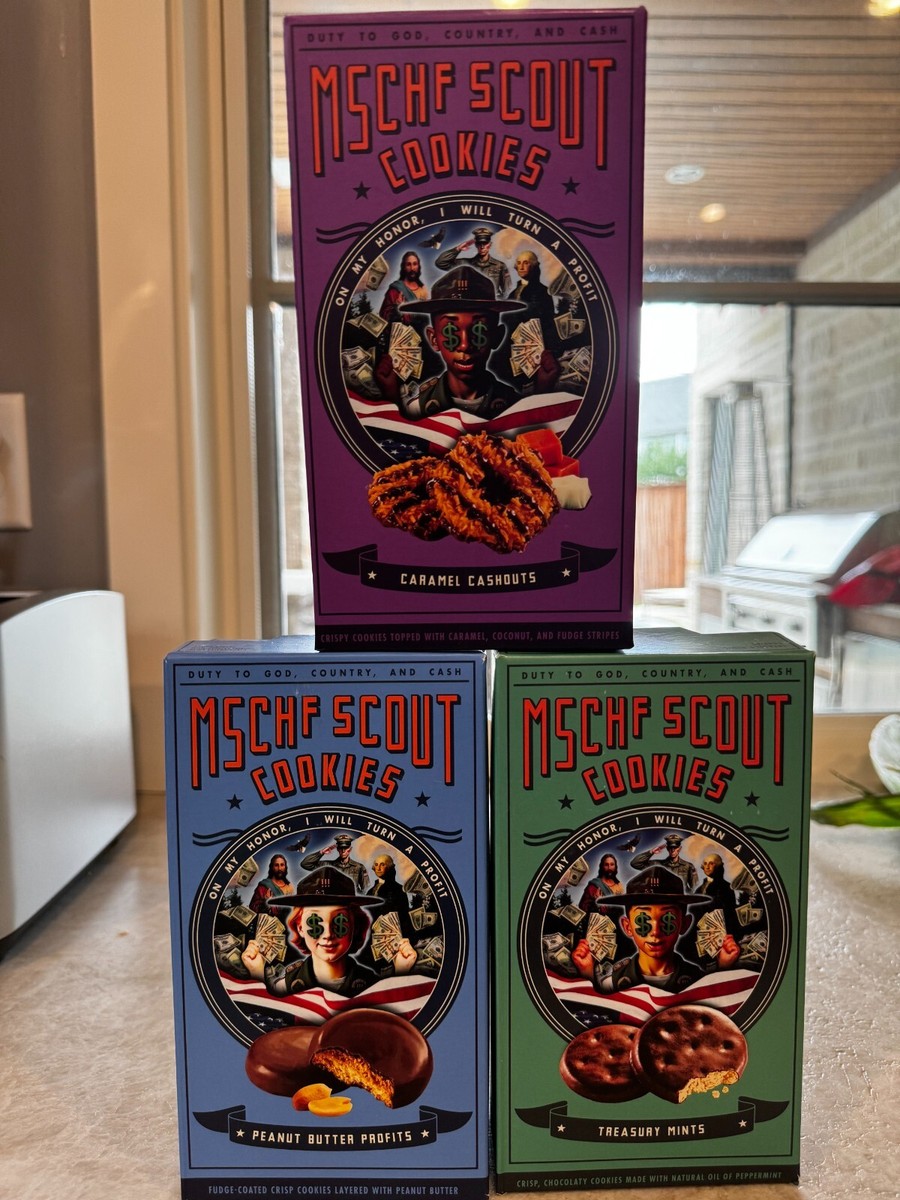 DUTY TO GOD, COUNTRY, AND CASH
MSCHF SCOUT
COOKIES
ON MY HONOR, I WILL TURN A PROFIT
!!!
$ $
CARAMEL CASHOUTS
CRISPY COOKIES TOPPED WITH CARAMEL, COCONUT, AND FUDGE STRIPES
DUTY TO GOD, COUNTRY, AND CASH
MSCHF SCOUT
COOKIES
ON MY HONOR, I WILL TURN A PROFIT
!!!
$ $
PEANUT BUTTER PROFITS
FUDGE-COATED CRISP COOKIES LAYERED WITH PEANUT BUTTER
DUTY TO GOD, COUNTRY, AND CASH
MSCHF SCOUT
COOKIES
ON MY HONOR, I WILL TURN A PROFIT
!!!
$ $
TREASURY MINTS
CRISP, CHOCOLATY COOKIES MADE WITH NATURAL OIL OF PEPPERMINT